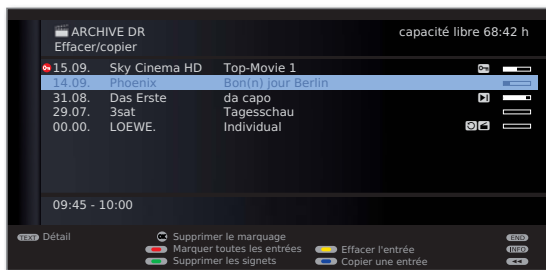 ARCHIVE DR capacité libre 68:42 h
Effacer/copier
15.09. Sky Cinema HD Top-Movie 1
14.09. Phoenix Bon(n) jour Berlin
31.08. Das Erste da capo
29.07. 3sat Tagesschau
00.00. LOEWE. Individual
09:45 - 10:00
TEXT Détail Supprimer le marquage END
Marquer toutes les entrées Effacer l'entrée INFO
Supprimer les signets Copier une entrée